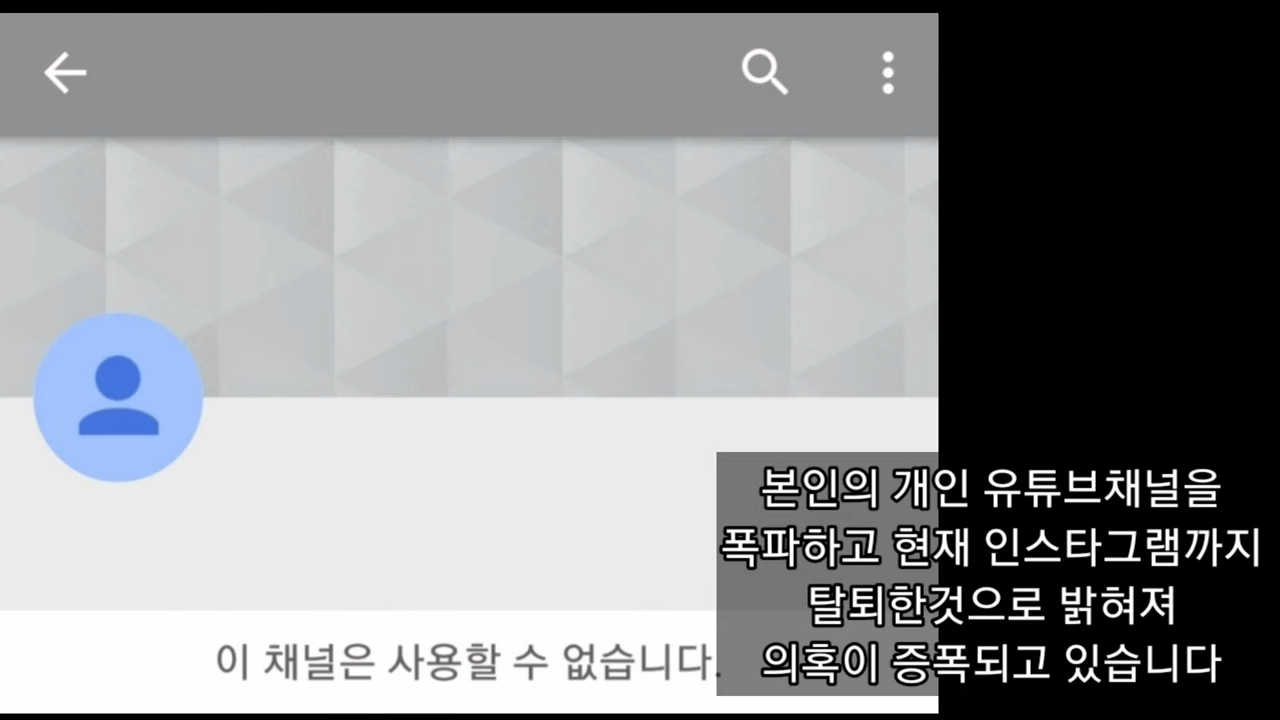 이 채널은 사용할 수 없습니다.
본인의 개인 유튜브채널을
폭파하고 현재 인스타그램까지
탈퇴한것으로 밝혀져
의혹이 증폭되고 있습니다